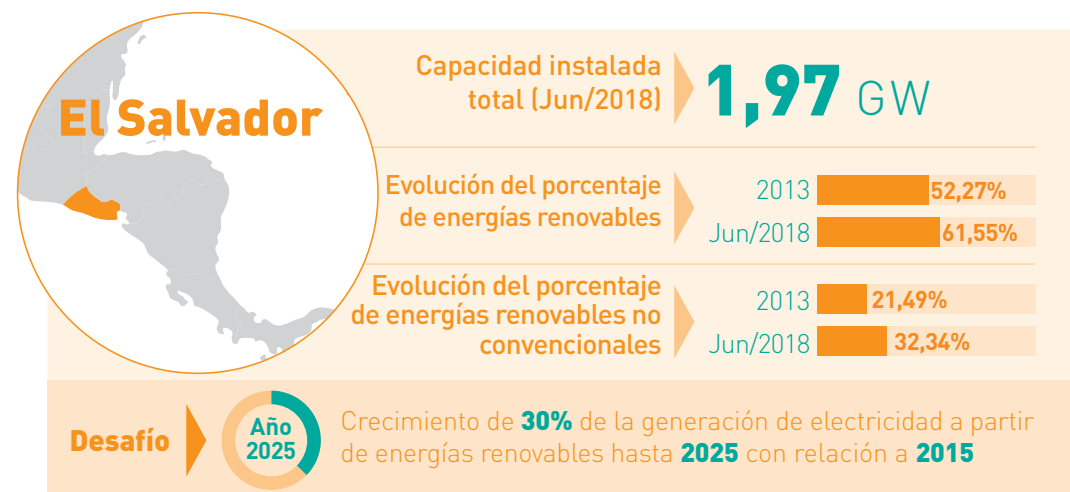 El Salvador
Capacidad instalada
total (Jun/2018)
1,97 GW
Evolución del porcentaje
de energías renovables
2013
52,27%
Jun/2018
61,55%
Evolución del porcentaje
de energías renovables no
convencionales
2013
21,49%
Jun/2018
32,34%
Desafío
Año
2025
Crecimiento de 30% de la generación de electricidad a partir
de energías renovables hasta 2025 con relación a 2015